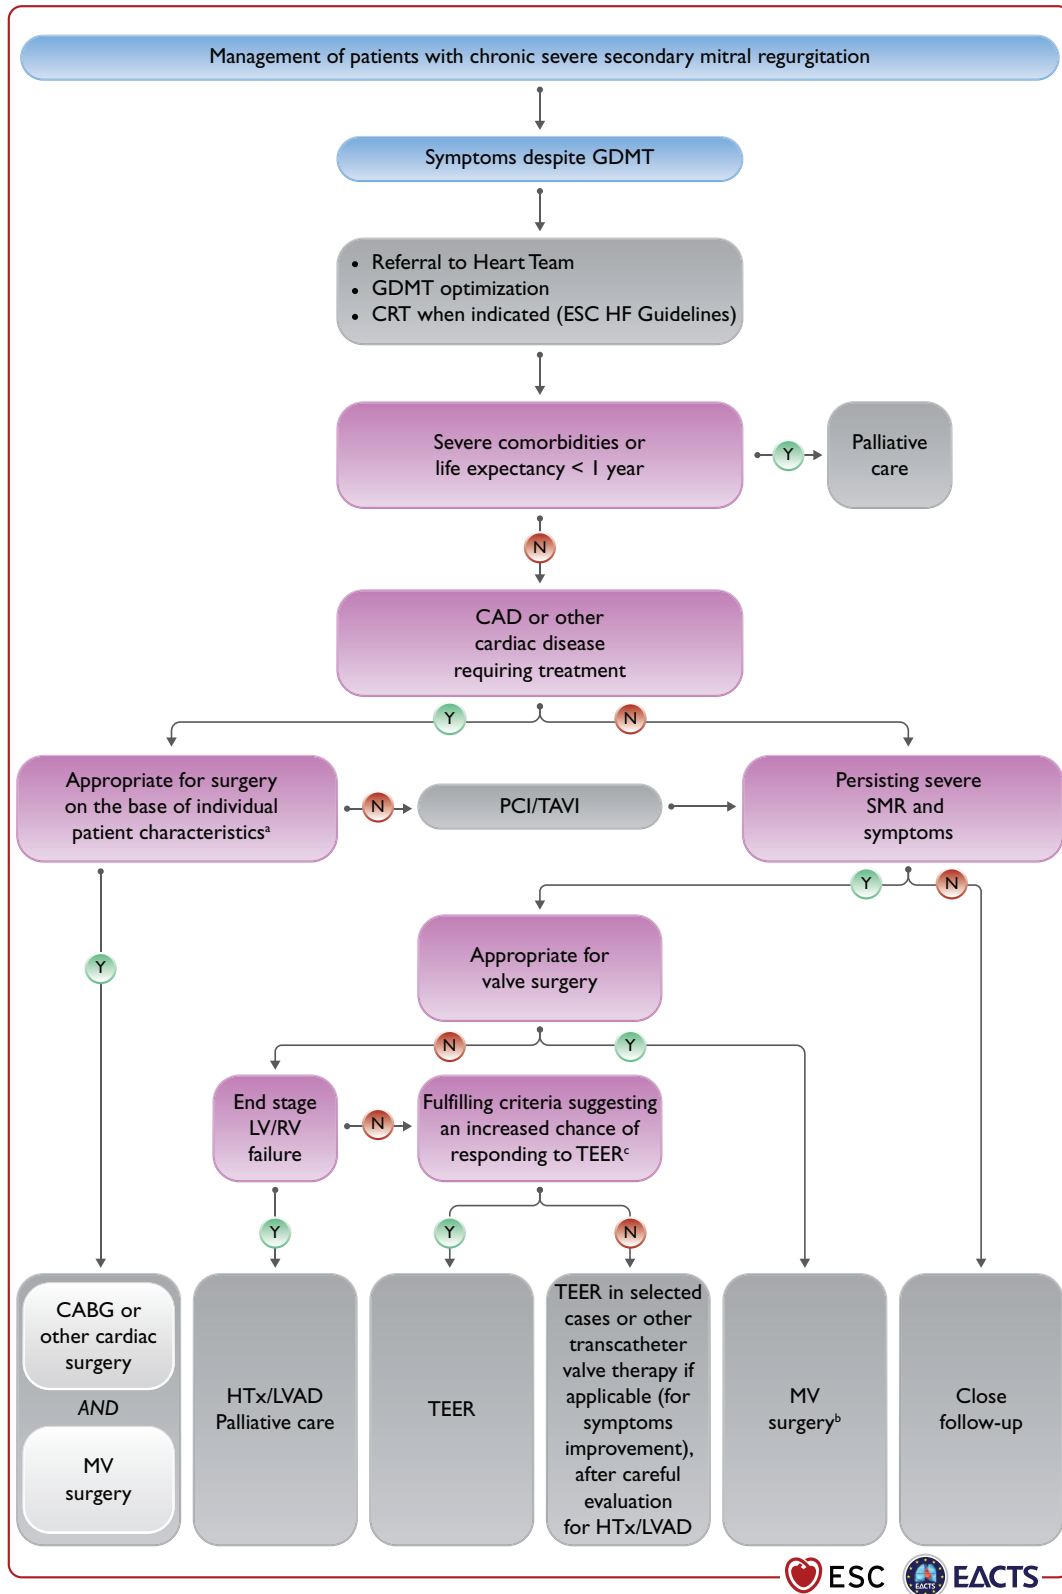 Management of patients with chronic severe secondary mitral regurgitation
Symptoms despite GDMT
• Referral to Heart Team
• GDMT optimization
• CRT when indicated (ESC HF Guidelines)
Severe comorbidities or
life expectancy < 1 year
Y
Palliative
care
N
CAD or other
cardiac disease
requiring treatment
Y
N
Appropriate for surgery
on the base of individual
patient characteristicsᵃ
N
PCI/TAVI
Persisting severe
SMR and
symptoms
Y
N
Appropriate for
valve surgery
Y
N
Y
End stage
LV/RV
failure
N
Fulfilling criteria suggesting
an increased chance of
responding to TEERᶜ
Y
Y
N
CABG or
other cardiac
surgery
AND
MV
surgery
HTx/LVAD
Palliative care
TEER
TEER in selected
cases or other
transcatheter
valve therapy if
applicable (for
symptoms
improvement),
after careful
evaluation
for HTx/LVAD
MV
surgeryᵇ
Close
follow-up
ESC
EACTS
EACTS